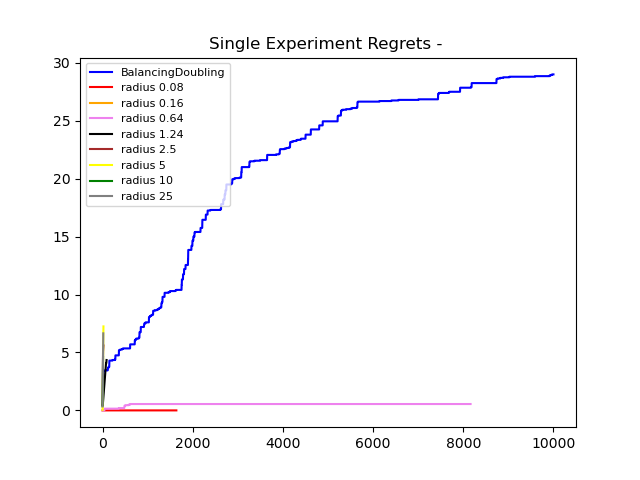 Single Experiment Regrets -
30
25
20
15
10
5
0
BalancingDoubling
radius 0.08
radius 0.16
radius 0.64
radius 1.24
radius 2.5
radius 5
radius 10
radius 25
0 2000 4000 6000 8000 10000